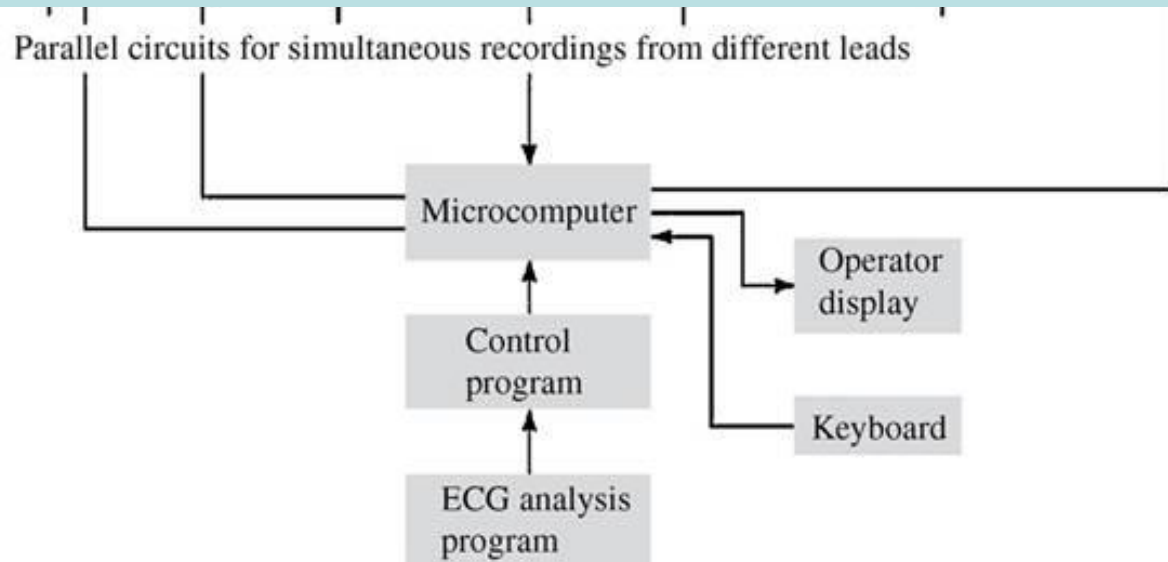 Parallel circuits for simultaneous recordings from different leads
Microcomputer
Operator
display
Control
program
Keyboard
ECG analysis
program